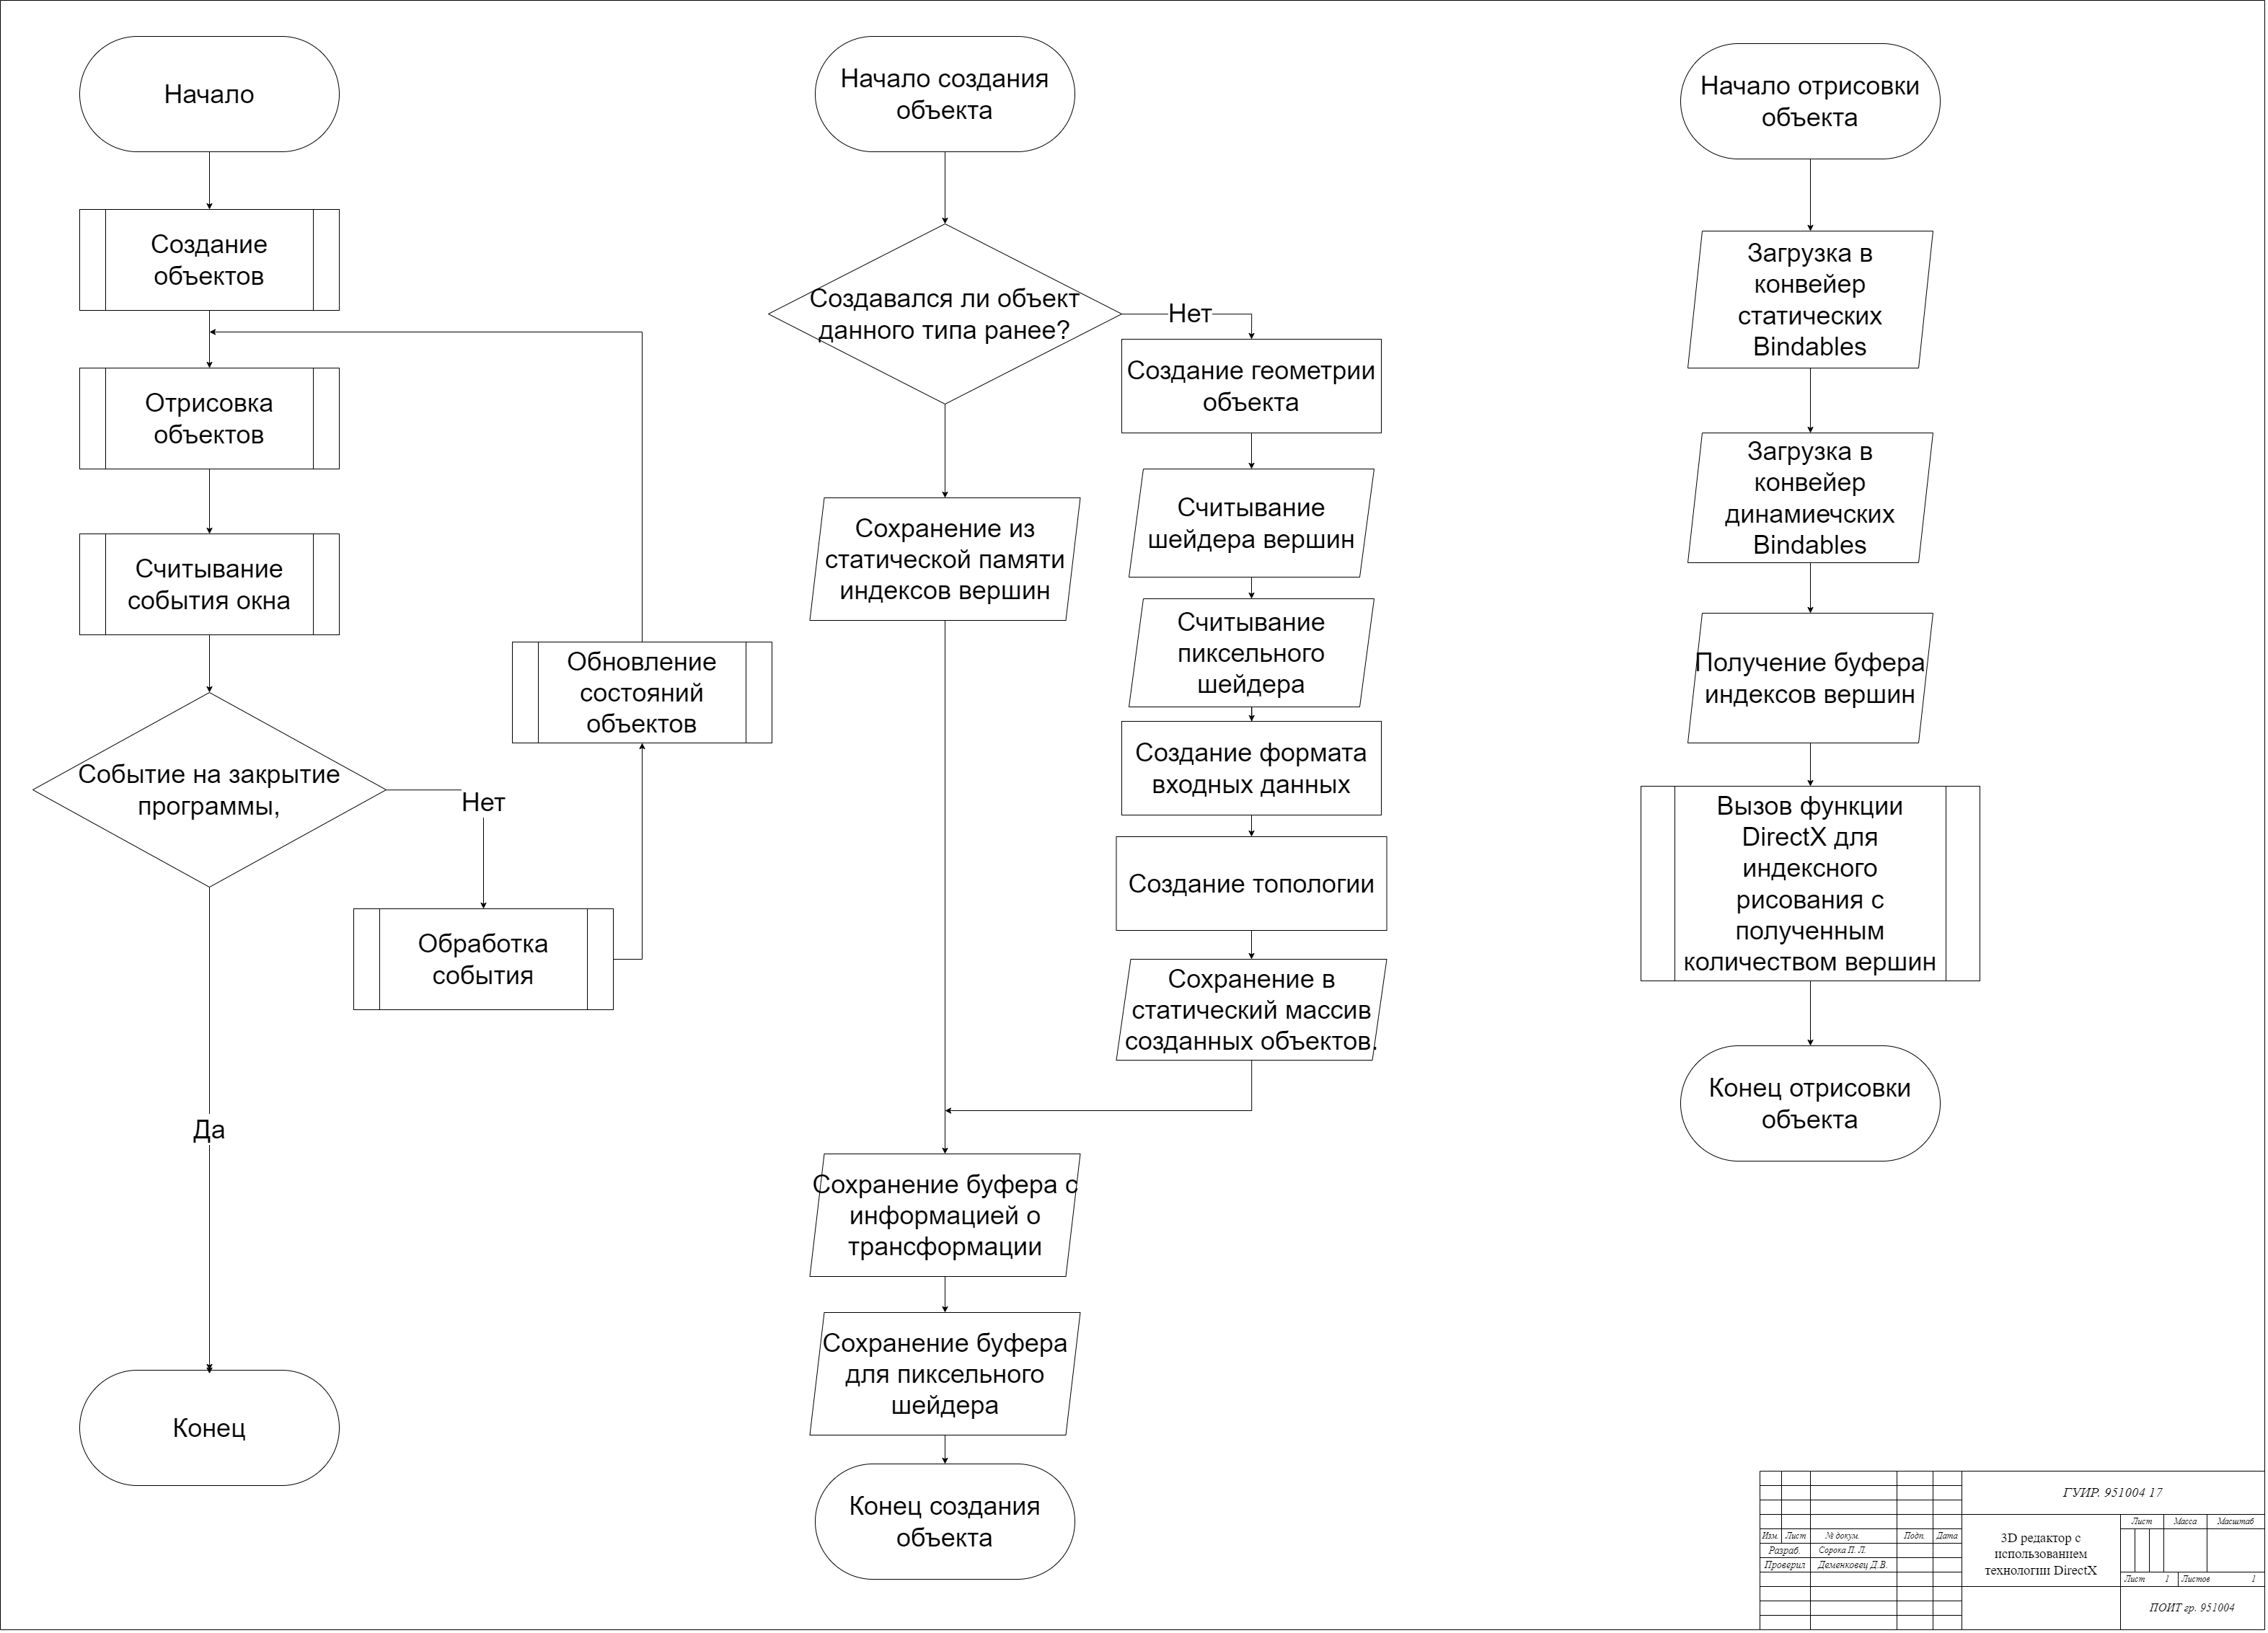 Начало
Создание
объектов
Отрисовка
объектов
Считывание
события окна
Событие на закрытие
программы,
Нет
Обработка
события
Обновление
состояний
объектов
Да
Конец
Начало создания
объекта
Создавался ли объект
данного типа ранее?
Нет
Создание геометрии
объекта
Считывание
шейдера вершин
Считывание
пиксельного
шейдера
Создание формата
входных данных
Создание топологии
Сохранение в
статический массив
созданных объектов.
Сохранение из
статической памяти
индексов вершин
Сохранение буфера с
информацией о
трансформации
Сохранение буфера
для пиксельного
шейдера
Конец создания
объекта
Начало отрисовки
объекта
Загрузка в
конвейер
статических
Bindables
Загрузка в
конвейер
динамиечских
Bindables
Получение буфера
индексов вершин
Вызов функции
DirectX для
индексного
рисования с
полученным
количеством вершин
Конец отрисовки
объекта
ГУИР. 951004 17
Изм. Лист № докум. Подп. Дата
Разраб. Сорока П. Л.
Проверил Деменковец Д.В.
3D редактор с
использованием
технологии DirectX
Лист Масса Масштаб
Лист 1 Листов 1
ПОИТ гр. 951004